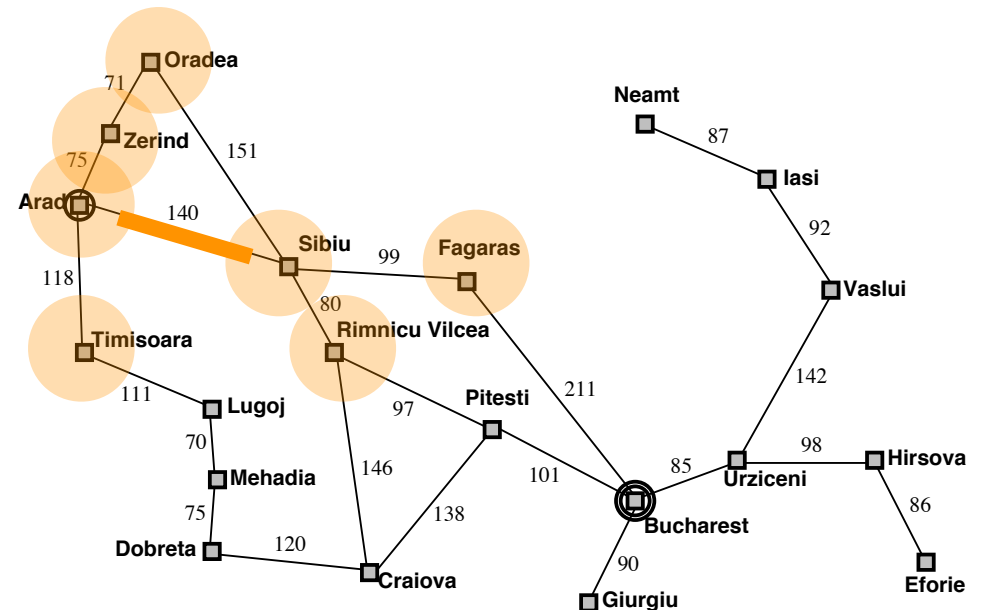 Oradea
71
Neamt
87
Zerind
151
75
Iasi
Arad
140
92
Sibiu
Fagaras
99
118
80
Vaslui
Timisoara
Rimnicu Vilcea
142
111
211
Lugoj
97
Pitesti
70
98
Hirsova
146
85
Mehadia
101
Urziceni
75
138
86
Bucharest
Dobreta
120
90
Craiova
Eforie
Giurgiu